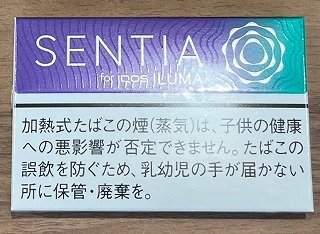 SENTIA
for IQOS ILUMA
加熱式たばこの煙(蒸気)は、子供の健康
への悪影響が否定できません。たばこの
誤飲を防ぐため、乳幼児の手が届かない
所に保管・廃棄を。